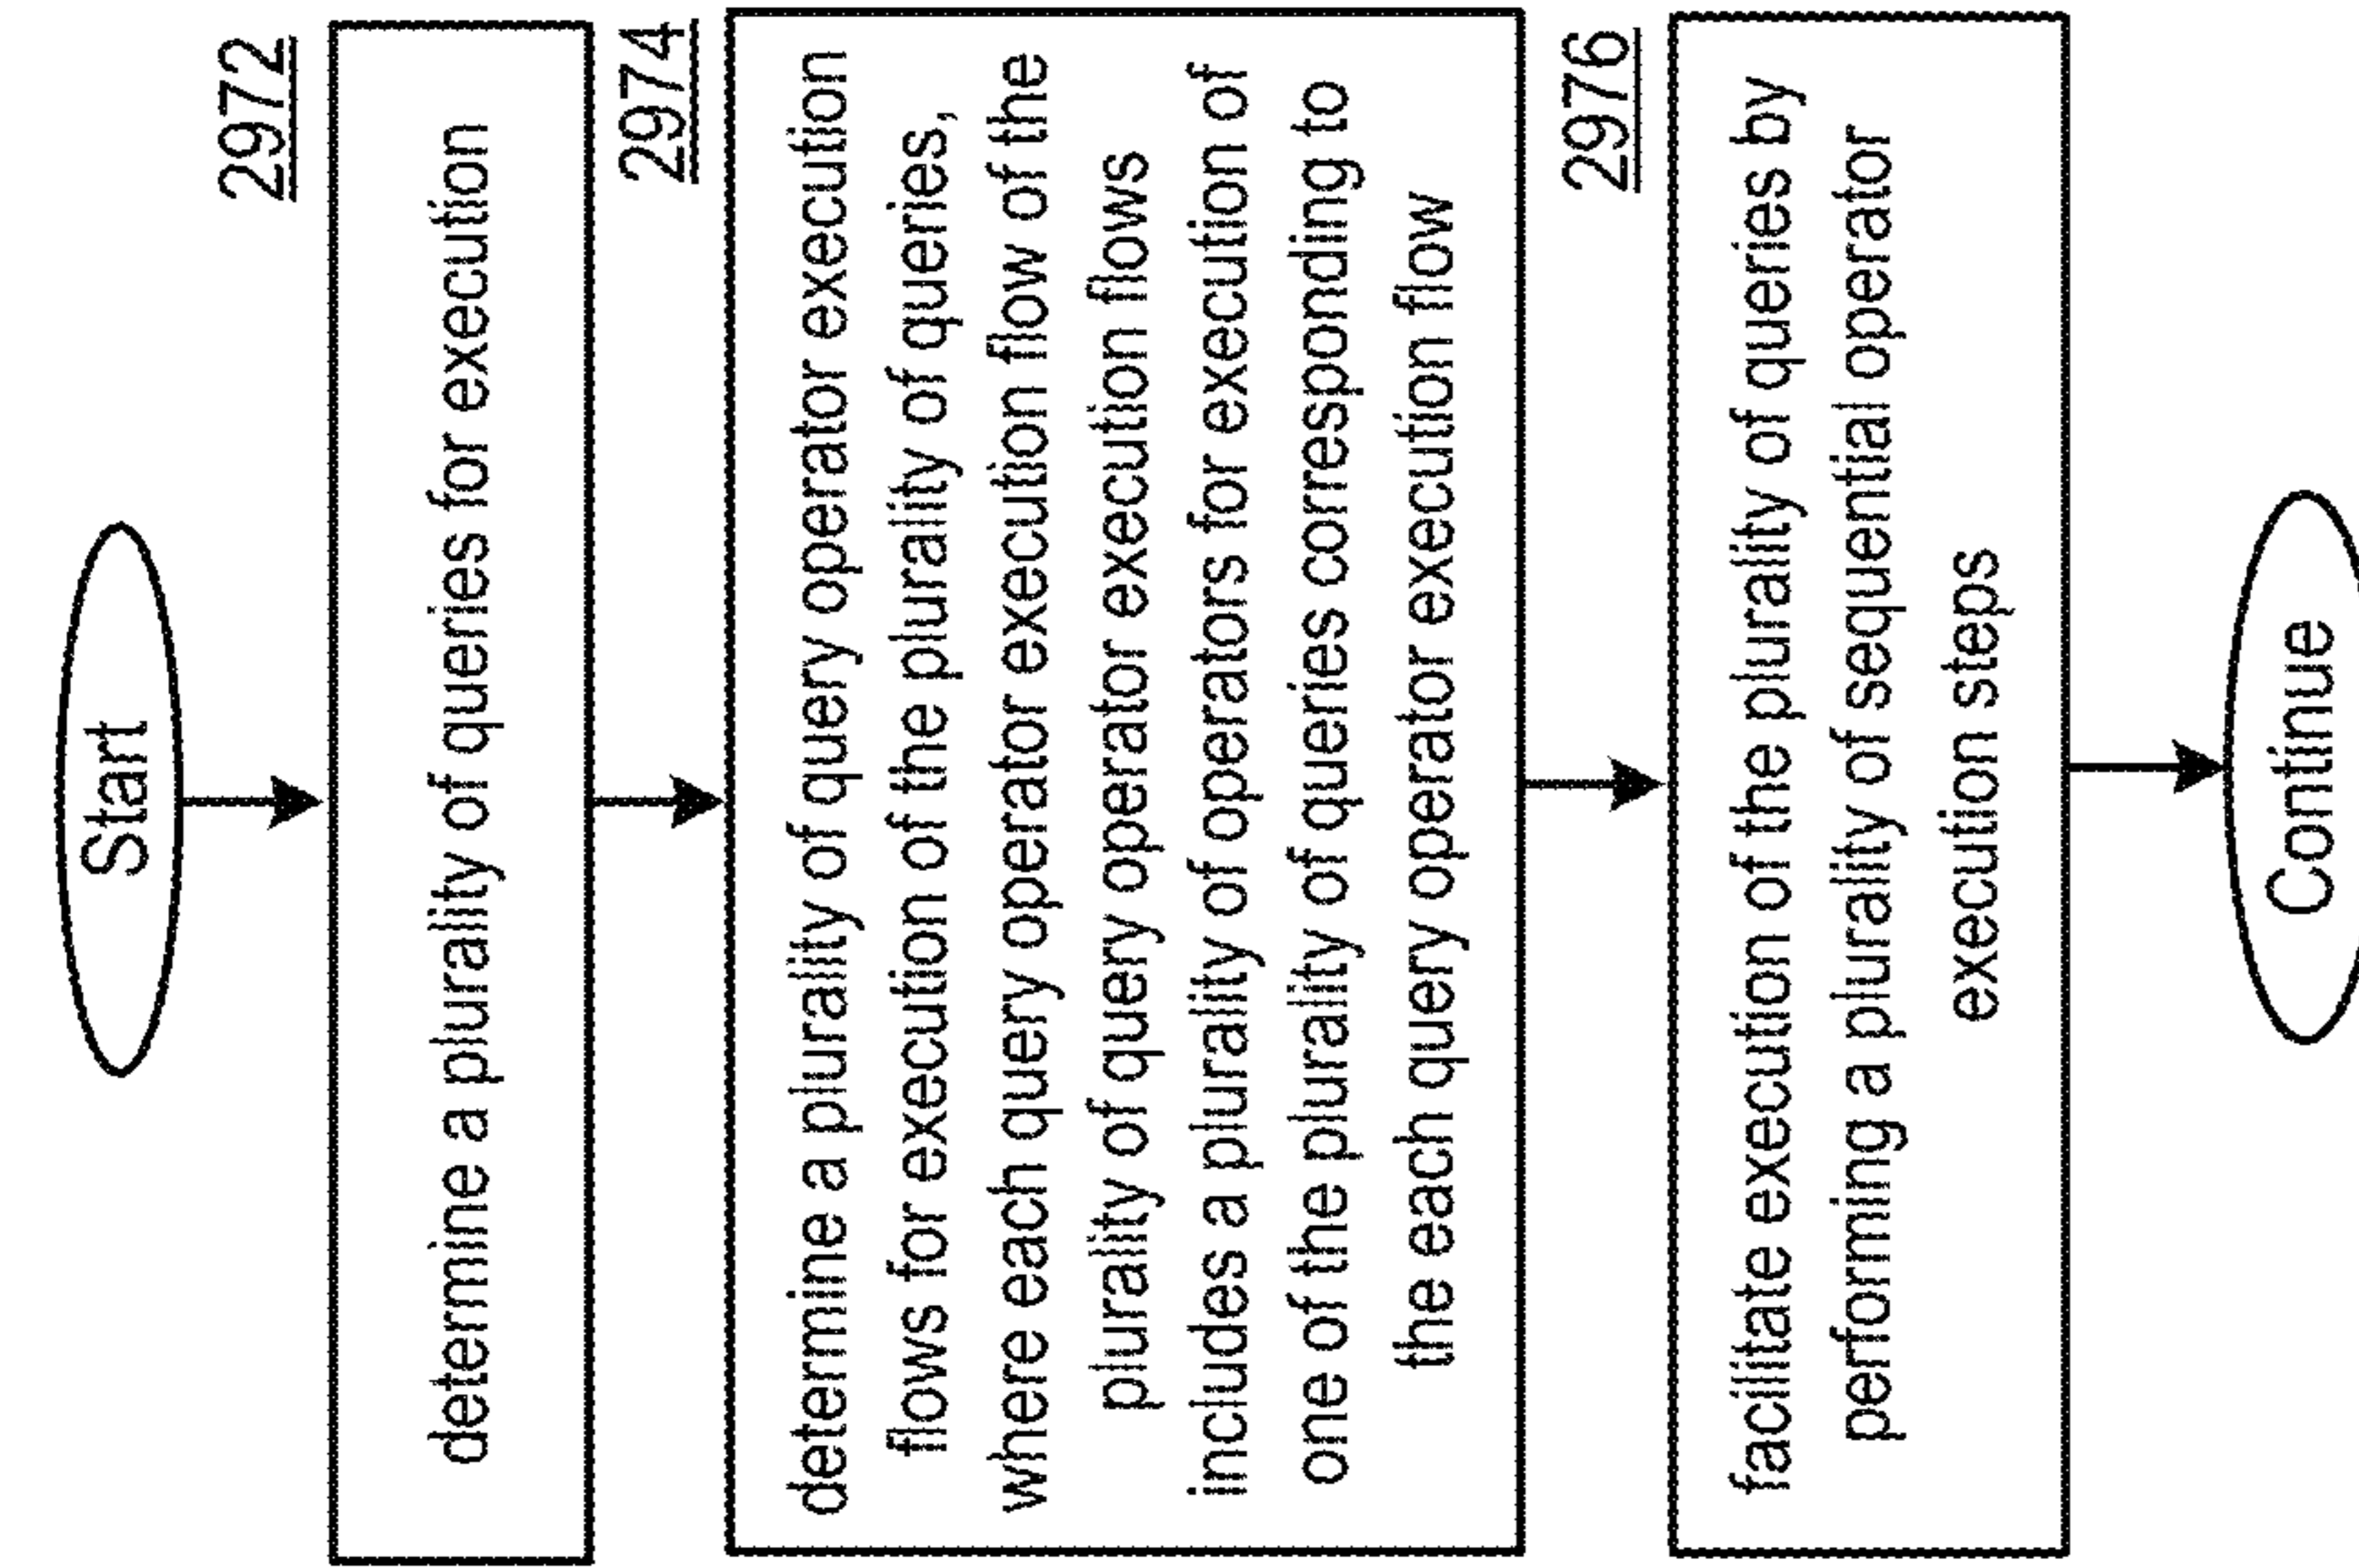 Start
2972
determine a plurality of queries for execution
2974
determine a plurality of query operator execution
flows for execution of the plurality of queries,
where each query operator execution flow of the
plurality of query operator execution flows
includes a plurality of operators for execution of
one of the plurality of queries corresponding to
the each query operator execution flow
2976
facilitate execution of the plurality of queries by
performing a plurality of sequential operator
execution steps
Continue